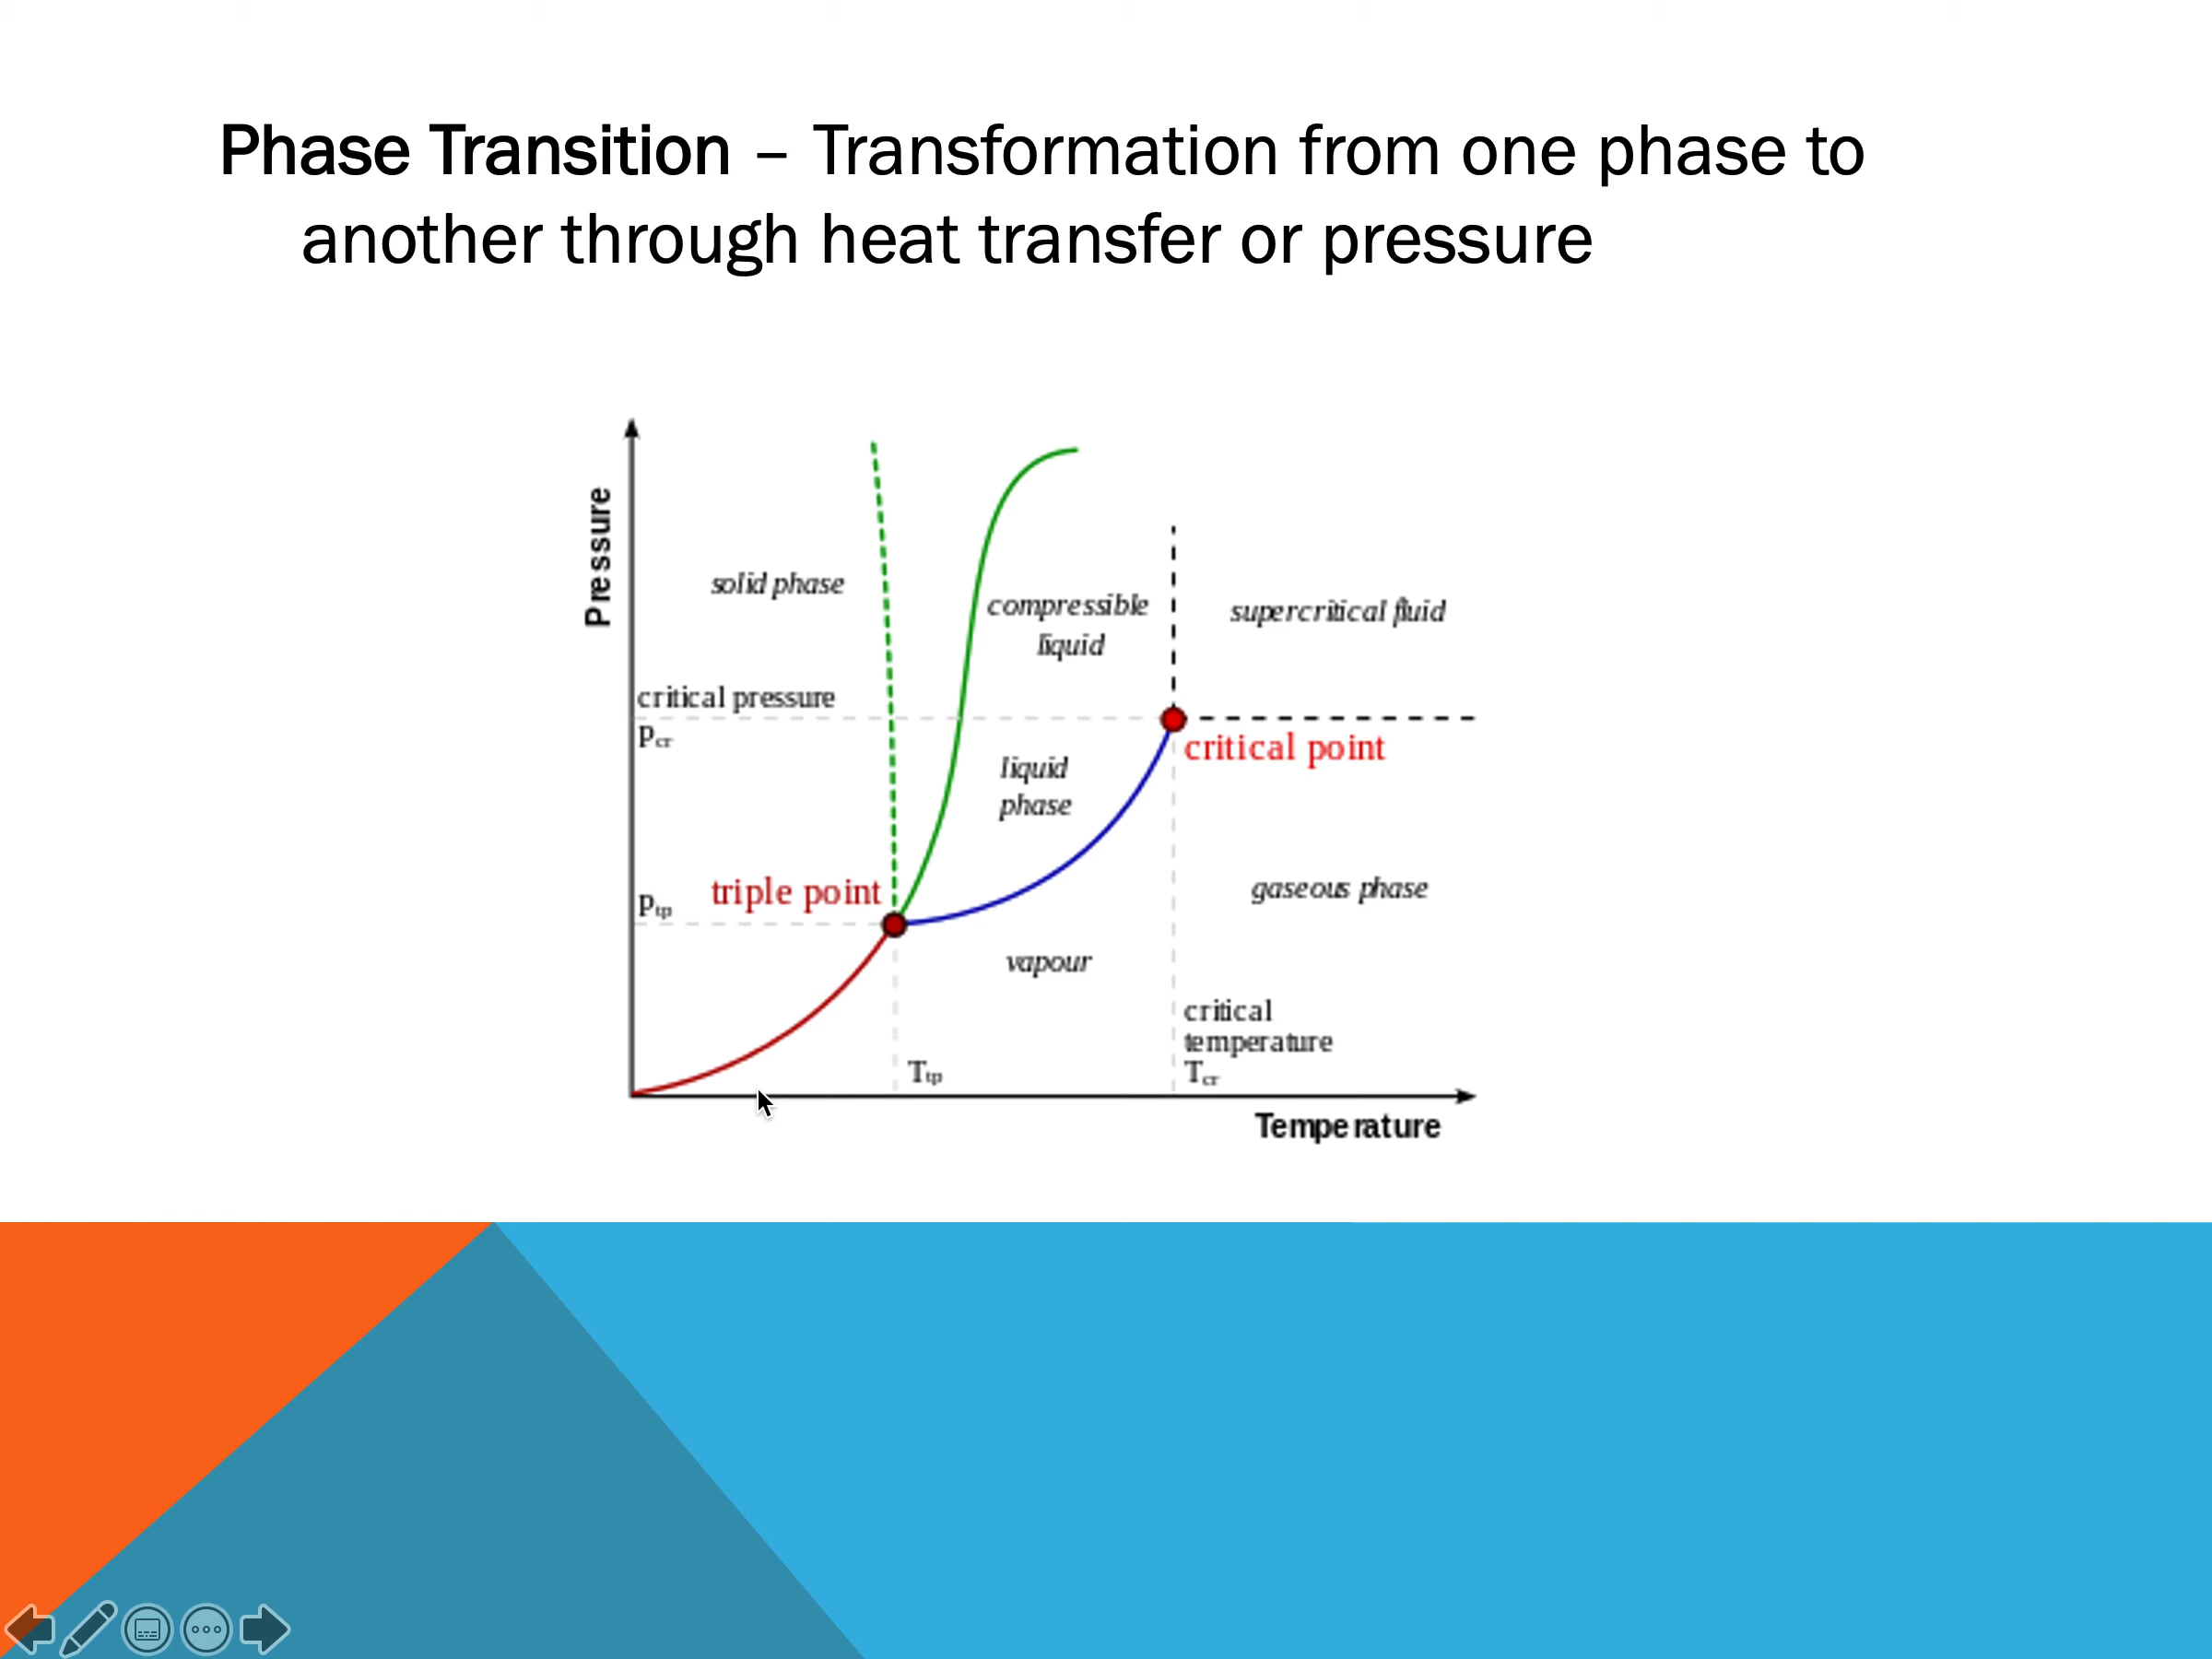 Phase Transition – Transformation from one phase to
another through heat transfer or pressure
Pressure
solid phase
compressible
liquid
supercritical fluid
critical pressure
pcr
critical point
liquid
phase
triple point
ptp
gaseous phase
vapour
critical
temperature
Ttp
Tcr
Temperature